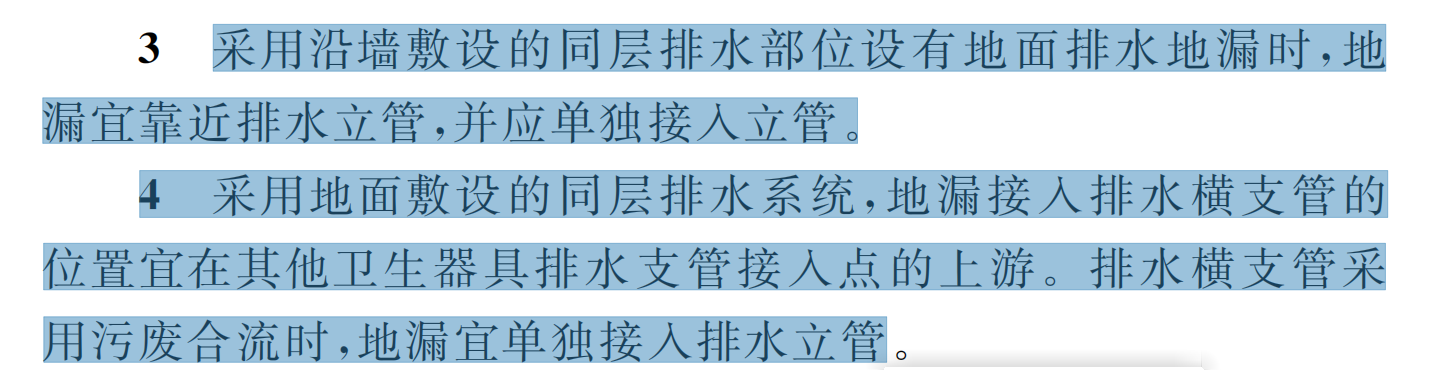 3 采用沿墙敷设的同层排水部位设有地面排水地漏时，地
漏宜靠近排水立管，并应单独接入立管。
4 采用地面敷设的同层排水系统，地漏接入排水横支管的
位置宜在其他卫生器具排水支管接入点的上游。排水横支管采
用污废合流时，地漏宜单独接入排水立管。